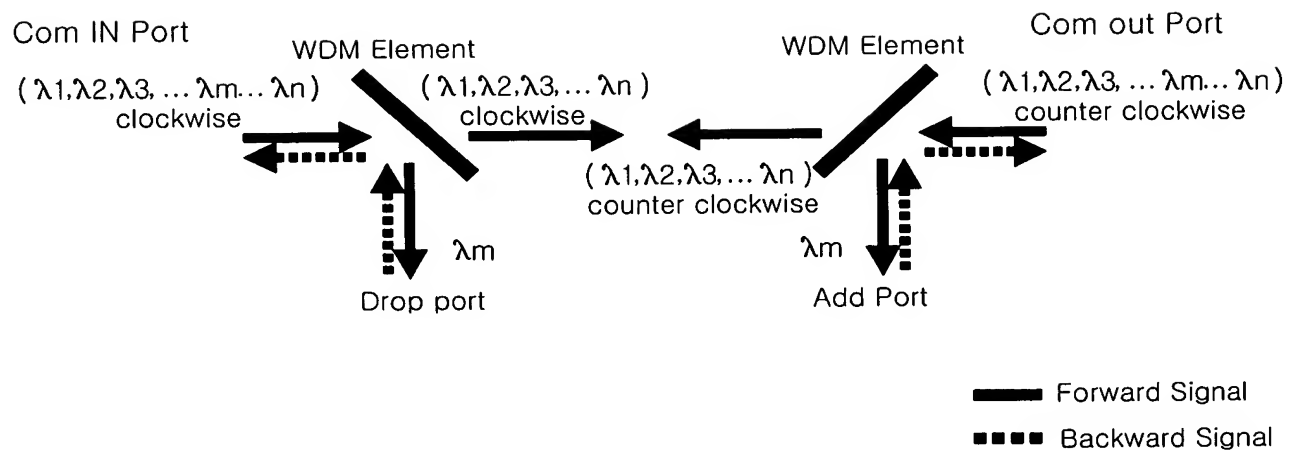 Com IN Port
WDM Element
WDM Element
Com out Port
( λ1,λ2,λ3, ... λm... λn )
clockwise
( λ1,λ2,λ3, ... λn )
clockwise
( λ1,λ2,λ3, ... λm... λn )
counter clockwise
( λ1,λ2,λ3, ... λn )
counter clockwise
λm
λm
Drop port
Add Port
Forward Signal
Backward Signal